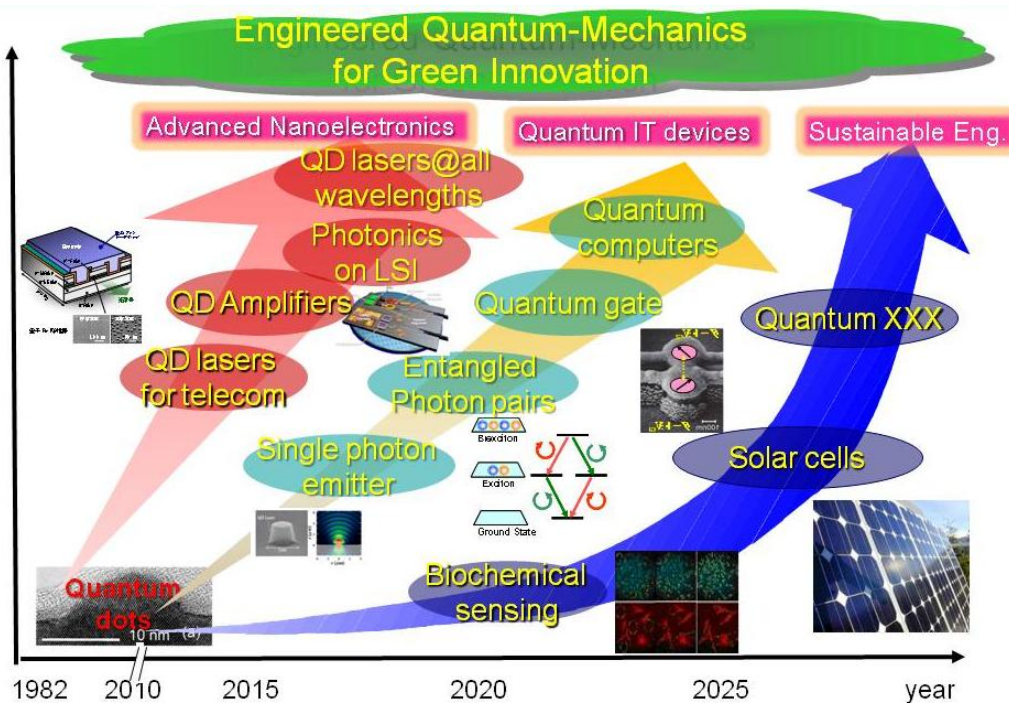 Engineered Quantum-Mechanics
for Green Innovation
Advanced Nanoelectronics
Quantum IT devices
Sustainable Eng.
QD lasers@all
wavelengths
Photonics
on LSI
Quantum
computers
QD Amplifiers
Quantum gate
Quantum XXX
QD lasers
for telecom
Entangled
Photon pairs
Biexciton
Single photon
emitter
Exciton
Solar cells
Ground State
Biochemical
sensing
Quantum
dots
10 nm (a)
100nm
1982 2010 2015 2020 2025 year